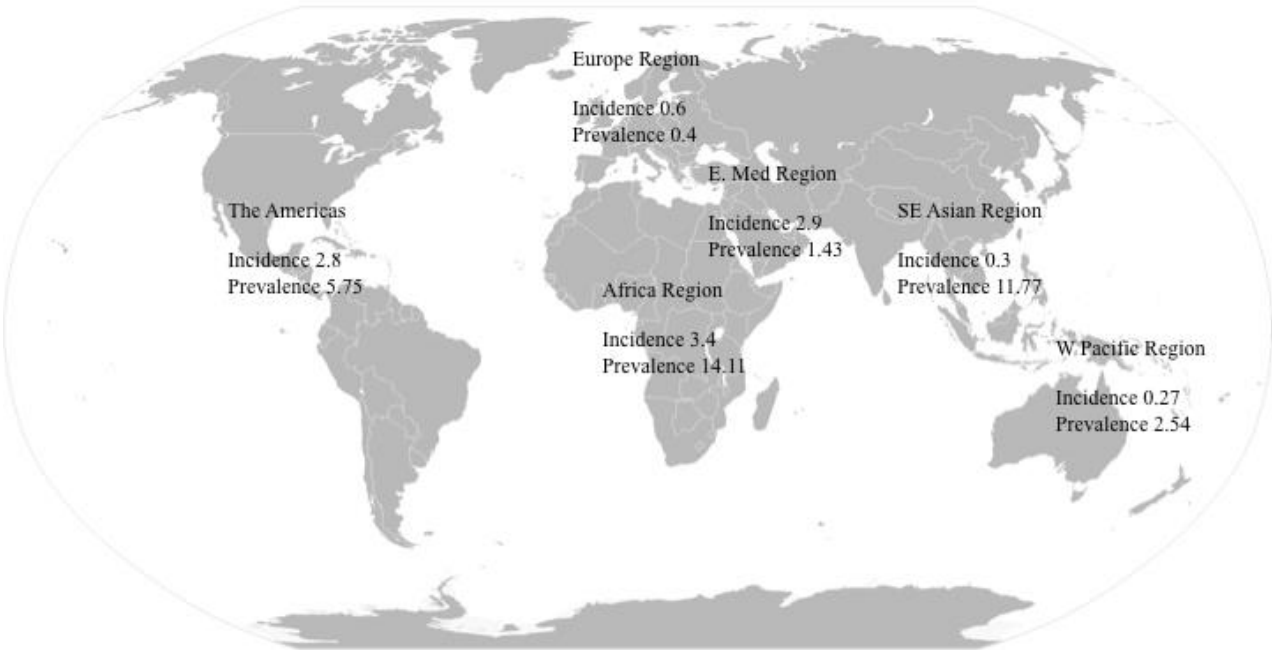 Europe Region
Incidence 0.6
Prevalence 0.4
E. Med Region
Incidence 2.9
Prevalence 1.43
The Americas
Incidence 2.8
Prevalence 5.75
SE Asian Region
Incidence 0.3
Prevalence 11.77
Africa Region
Incidence 3.4
Prevalence 14.11
W Pacific Region
Incidence 0.27
Prevalence 2.54